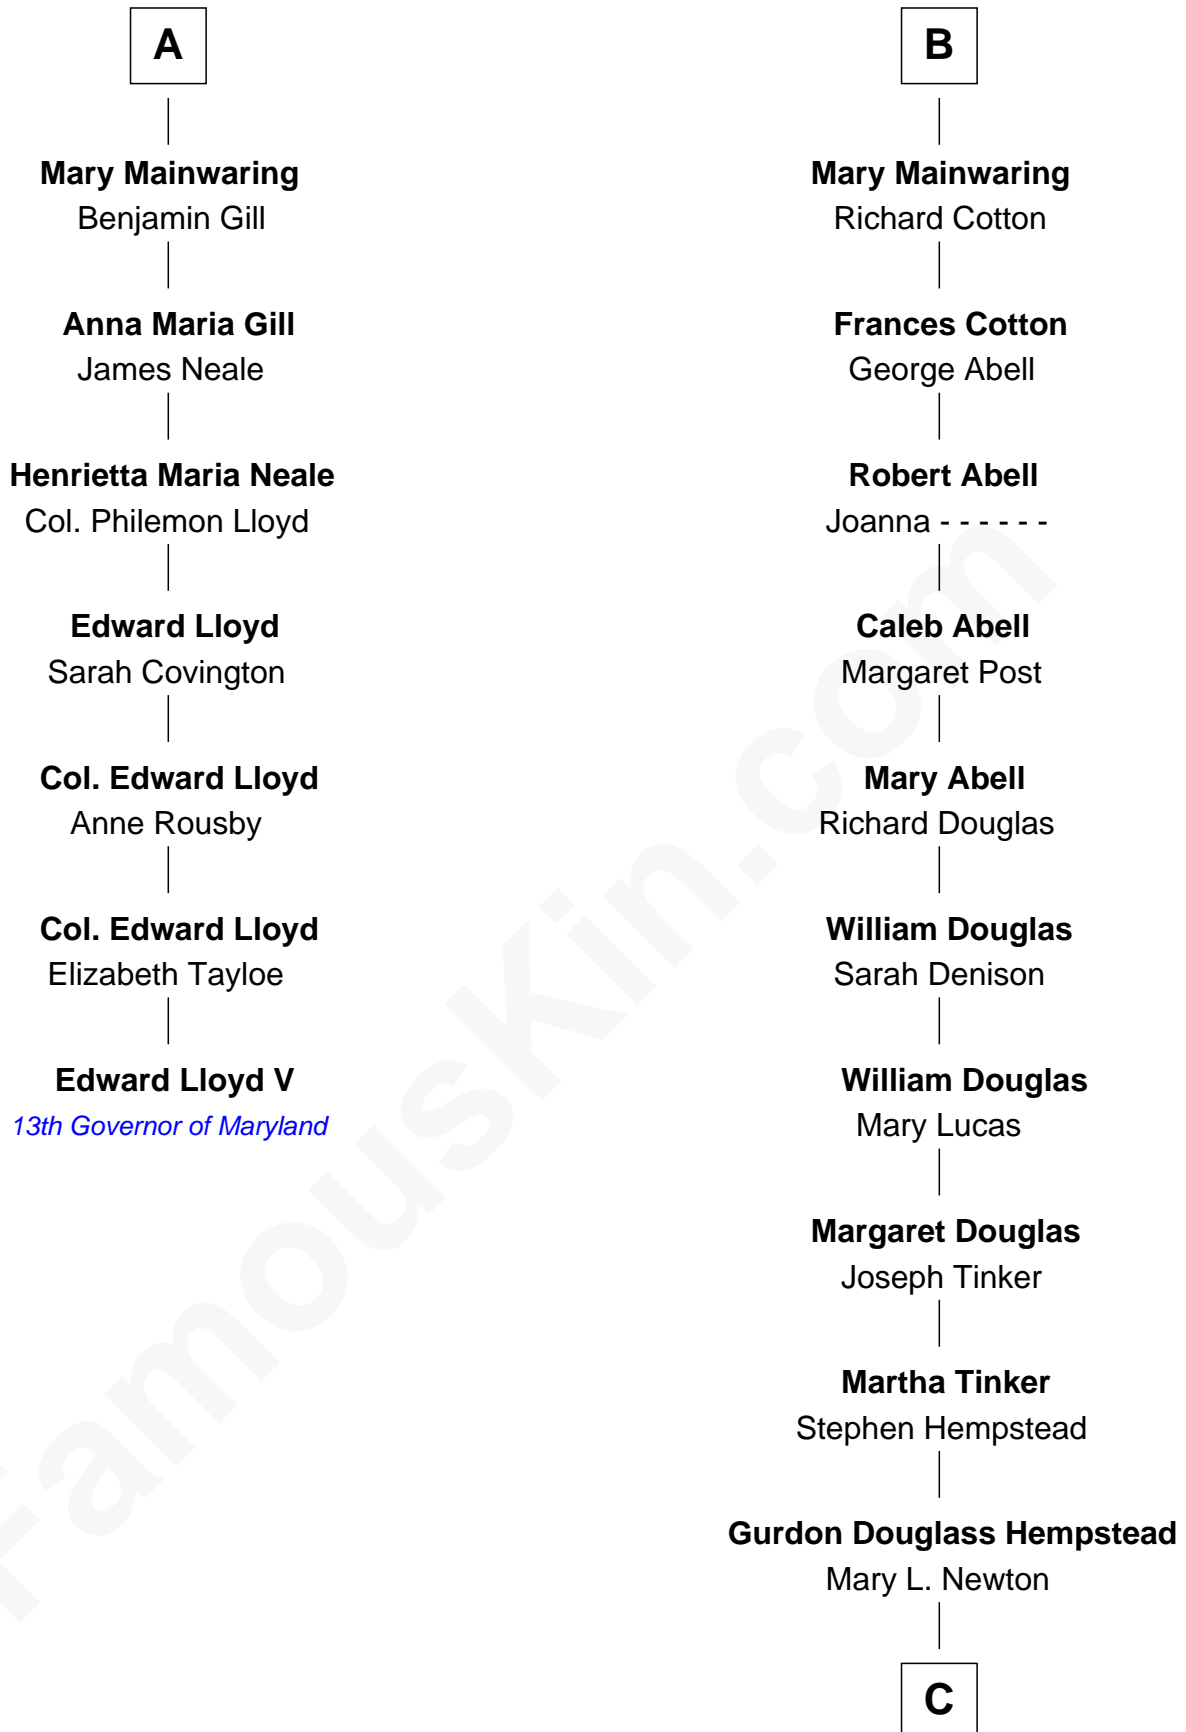 A
Mary Mainwaring
Benjamin Gill
Anna Maria Gill
James Neale
Henrietta Maria Neale
Col. Philemon Lloyd
Edward Lloyd
Sarah Covington
Col. Edward Lloyd
Anne Rousby
Col. Edward Lloyd
Elizabeth Tayloe
Edward Lloyd V
13th Governor of Maryland
B
Mary Mainwaring
Richard Cotton
Frances Cotton
George Abell
Robert Abell
Joanna - - - - - -
Caleb Abell
Margaret Post
Mary Abell
Richard Douglas
William Douglas
Sarah Denison
William Douglas
Mary Lucas
Margaret Douglas
Joseph Tinker
Martha Tinker
Stephen Hempstead
Gurdon Douglass Hempstead
Mary L. Newton
C
FamousKin.com